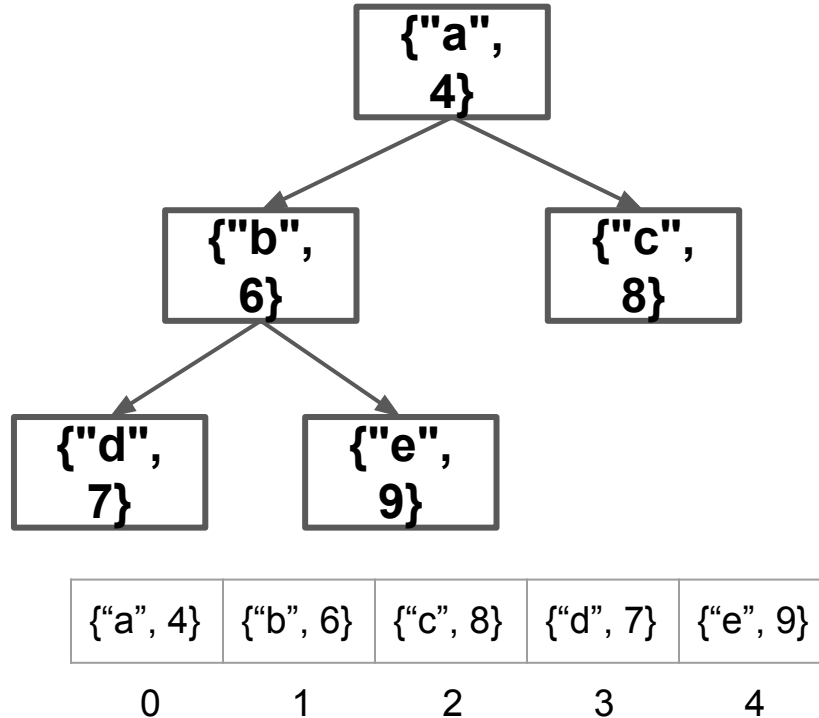 {"a",
4}
{"b",
6}
{"c",
8}
{"d",
7}
{"e",
9}
{“a”, 4} {“b”, 6} {“c”, 8} {“d”, 7} {“e”, 9}
0 1 2 3 4